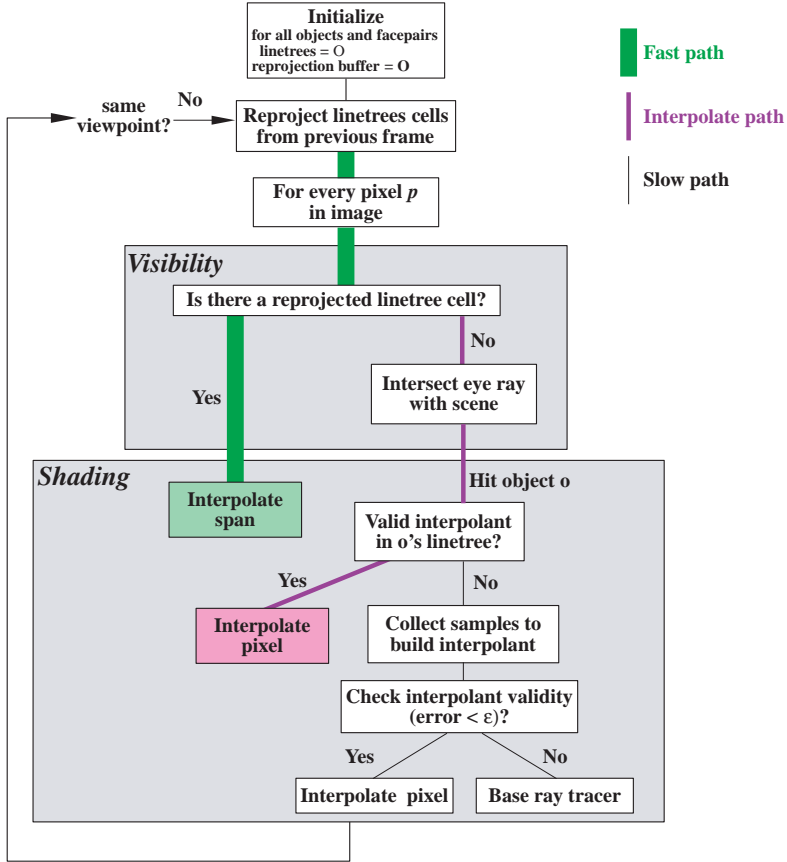 Initialize
for all objects and facepairs
linetrees = O
reprojection buffer = O
Fast path
Interpolate path
Slow path
same
viewpoint?
No
Reproject linetrees cells
from previous frame
For every pixel p
in image
Visibility
Is there a reprojected linetree cell?
Yes
No
Intersect eye ray
with scene
Shading
Hit object o
Interpolate
span
Valid interpolant
in o's linetree?
Yes
No
Interpolate
pixel
Collect samples to
build interpolant
Check interpolant validity
(error < ε)?
Yes
No
Interpolate pixel
Base ray tracer